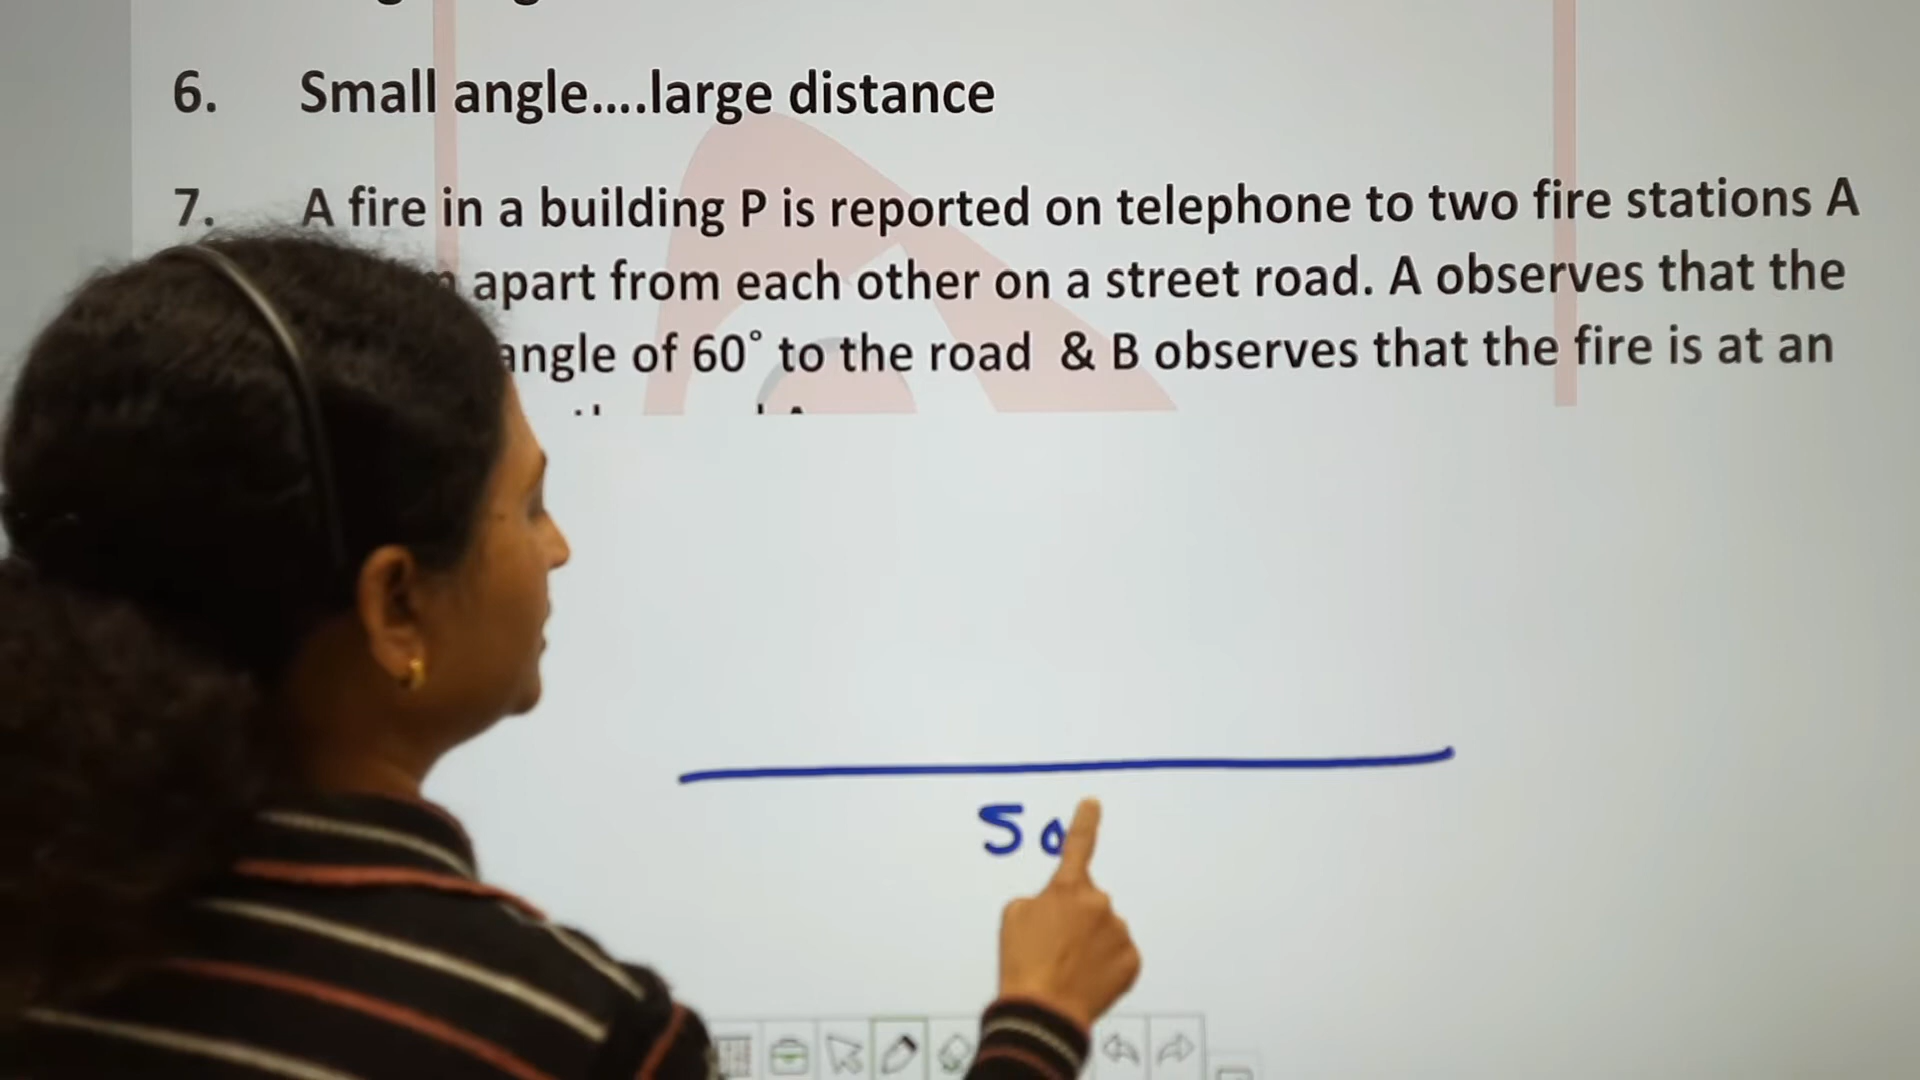 6. Small angle....large distance
7. A fire in a building P is reported on telephone to two fire stations A
apart from each other on a street road. A observes that the
angle of 60° to the road & B observes that the fire is at an
50